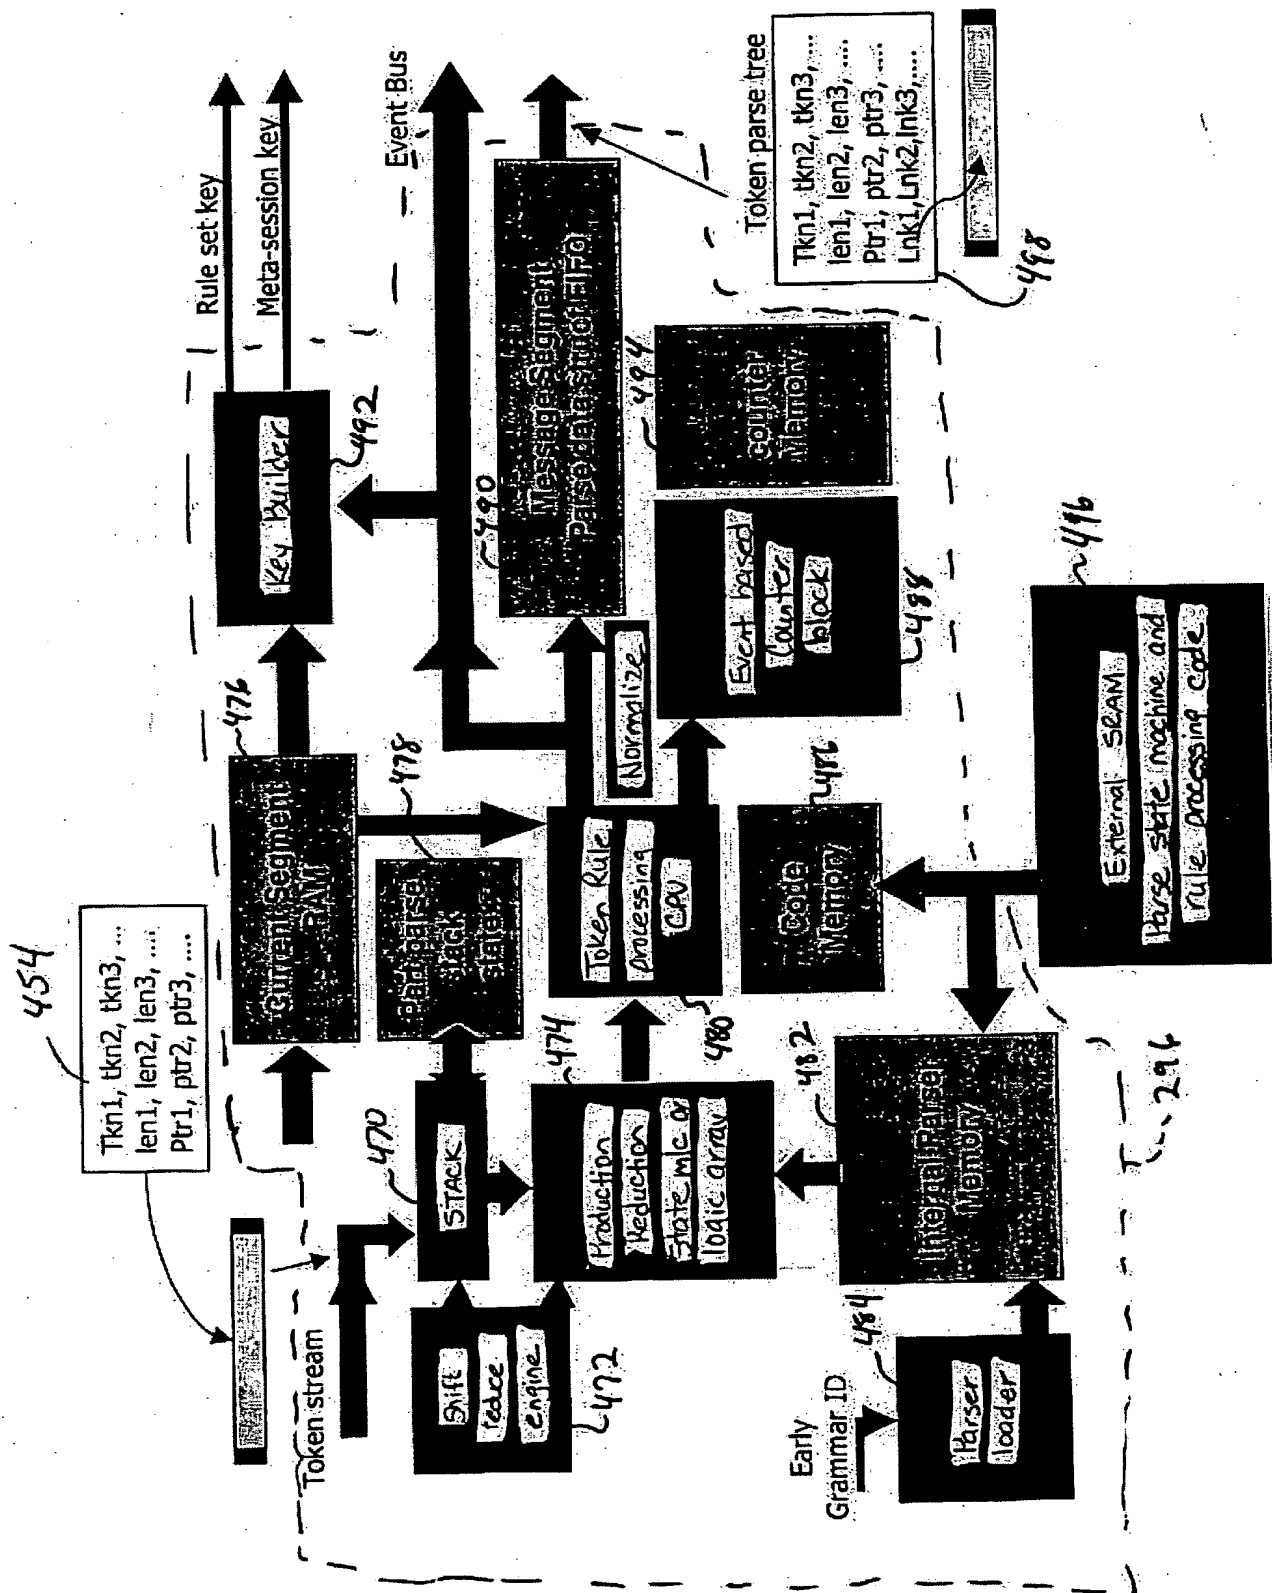 454
Tkn1, tkn2, tkn3, ...
len1, len2, len3, ....
Ptr1, ptr2, ptr3, ....
Token stream
Rule set key
Meta-session key
Event Bus
476
Current Segment
RAM
Key builder
492
470
STACK
478
Bad parse
stack
states
Shift
reduce
engine
472
474
Production
Reduction
State m/c or
logic array
Token Rule
processing
CPU
480
Normalize
490
Message Segment
Parse data struct FIFO
Token parse tree
Tkn1, tkn2, tkn3, ...
len1, len2, len3, ....
Ptr1, ptr2, ptr3, ....
Lnk1,Lnk2,lnk3,....
498
Event based
Counter
block
488
494
counter
Memory
486
Code
Memory
482
Internal Parser
Memory
Early
Grammar ID
484
Parser
loader
496
External SRAM
Parse state machine and
rule processing code
296